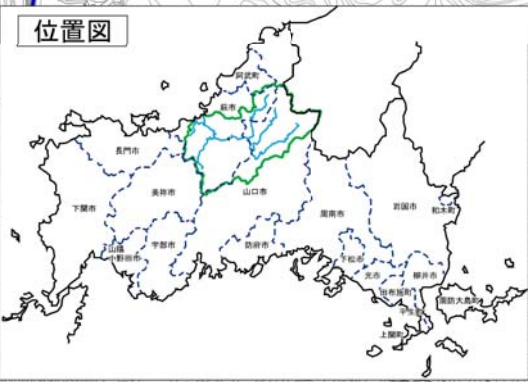 位置図
阿武町
萩市
長門市
美祢市
山口市
下関市
周南市
岩国市
和木町
山陽
小野田市
宇部市
防府市
下松市
光市
柳井市
田布施町
周防大島町
平生町
上関町